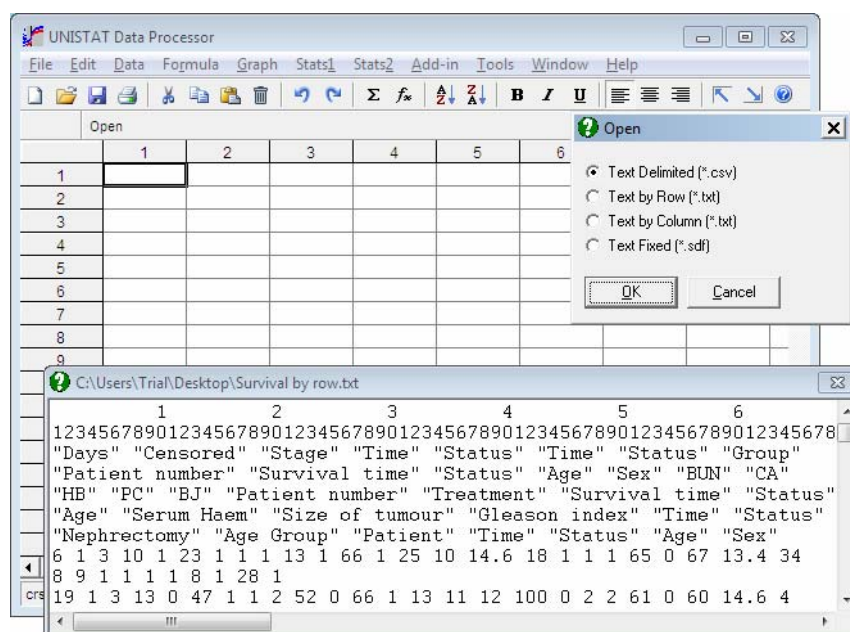 UNISTAT Data Processor
File Edit Data Formula Graph Stats1 Stats2 Add-in Tools Window Help
Σ f* A Z Z A B I U
Open
1 2 3 4 5 6
1
2
3
4
5
6
7
8
9
Open
Text Delimited (*.csv)
Text by Row (*.txt)
Text by Column (*.txt)
Text Fixed (*.sdf)
OK Cancel
C:\Users\Trial\Desktop\Survival by row.txt
1 2 3 4 5 6
12345678901234567890123456789012345678901234567890123456789012345678
"Days" "Censored" "Stage" "Time" "Status" "Time" "Status" "Group"
"Patient number" "Survival time" "Status" "Age" "Sex" "BUN" "CA"
"HB" "PC" "BJ" "Patient number" "Treatment" "Survival time" "Status"
"Age" "Serum Haem" "Size of tumour" "Gleason index" "Time" "Status"
"Nephrectomy" "Age Group" "Patient" "Time" "Status" "Age" "Sex"
6 1 3 10 1 23 1 1 1 13 1 66 1 25 10 14.6 18 1 1 1 65 0 67 13.4 34
8 9 1 1 1 1 8 1 28 1
crs
19 1 3 13 0 47 1 1 2 52 0 66 1 13 11 12 100 0 2 2 61 0 60 14.6 4